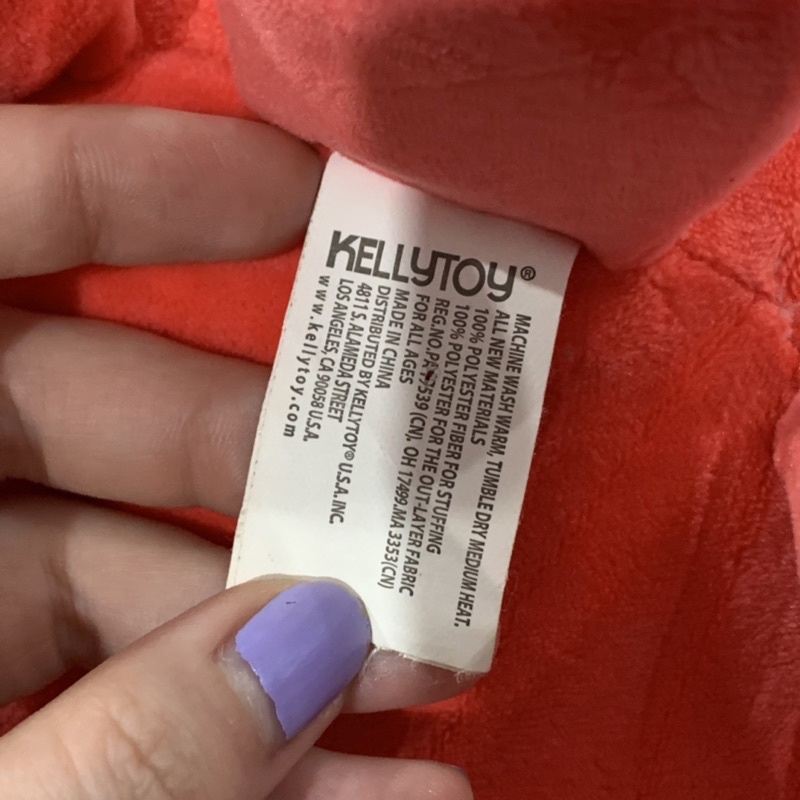 KELLYTOY®
MACHINE WASH WARM, TUMBLE DRY MEDIUM HEAT.
ALL NEW MATERIALS
100% POLYESTER FIBER FOR STUFFING
100% POLYESTER FOR THE OUT-LAYER FABRIC
REG.NO.PA (CN), OH 17499.MA 3353(CN)
FOR ALL AGES
MADE IN CHINA
DISTRIBUTED BY KELLYTOY® U.S.A. INC.
4811 S. ALAMEDA STREET
LOS ANGELES, CA 90058 U.S.A.
www.kellytoy.com